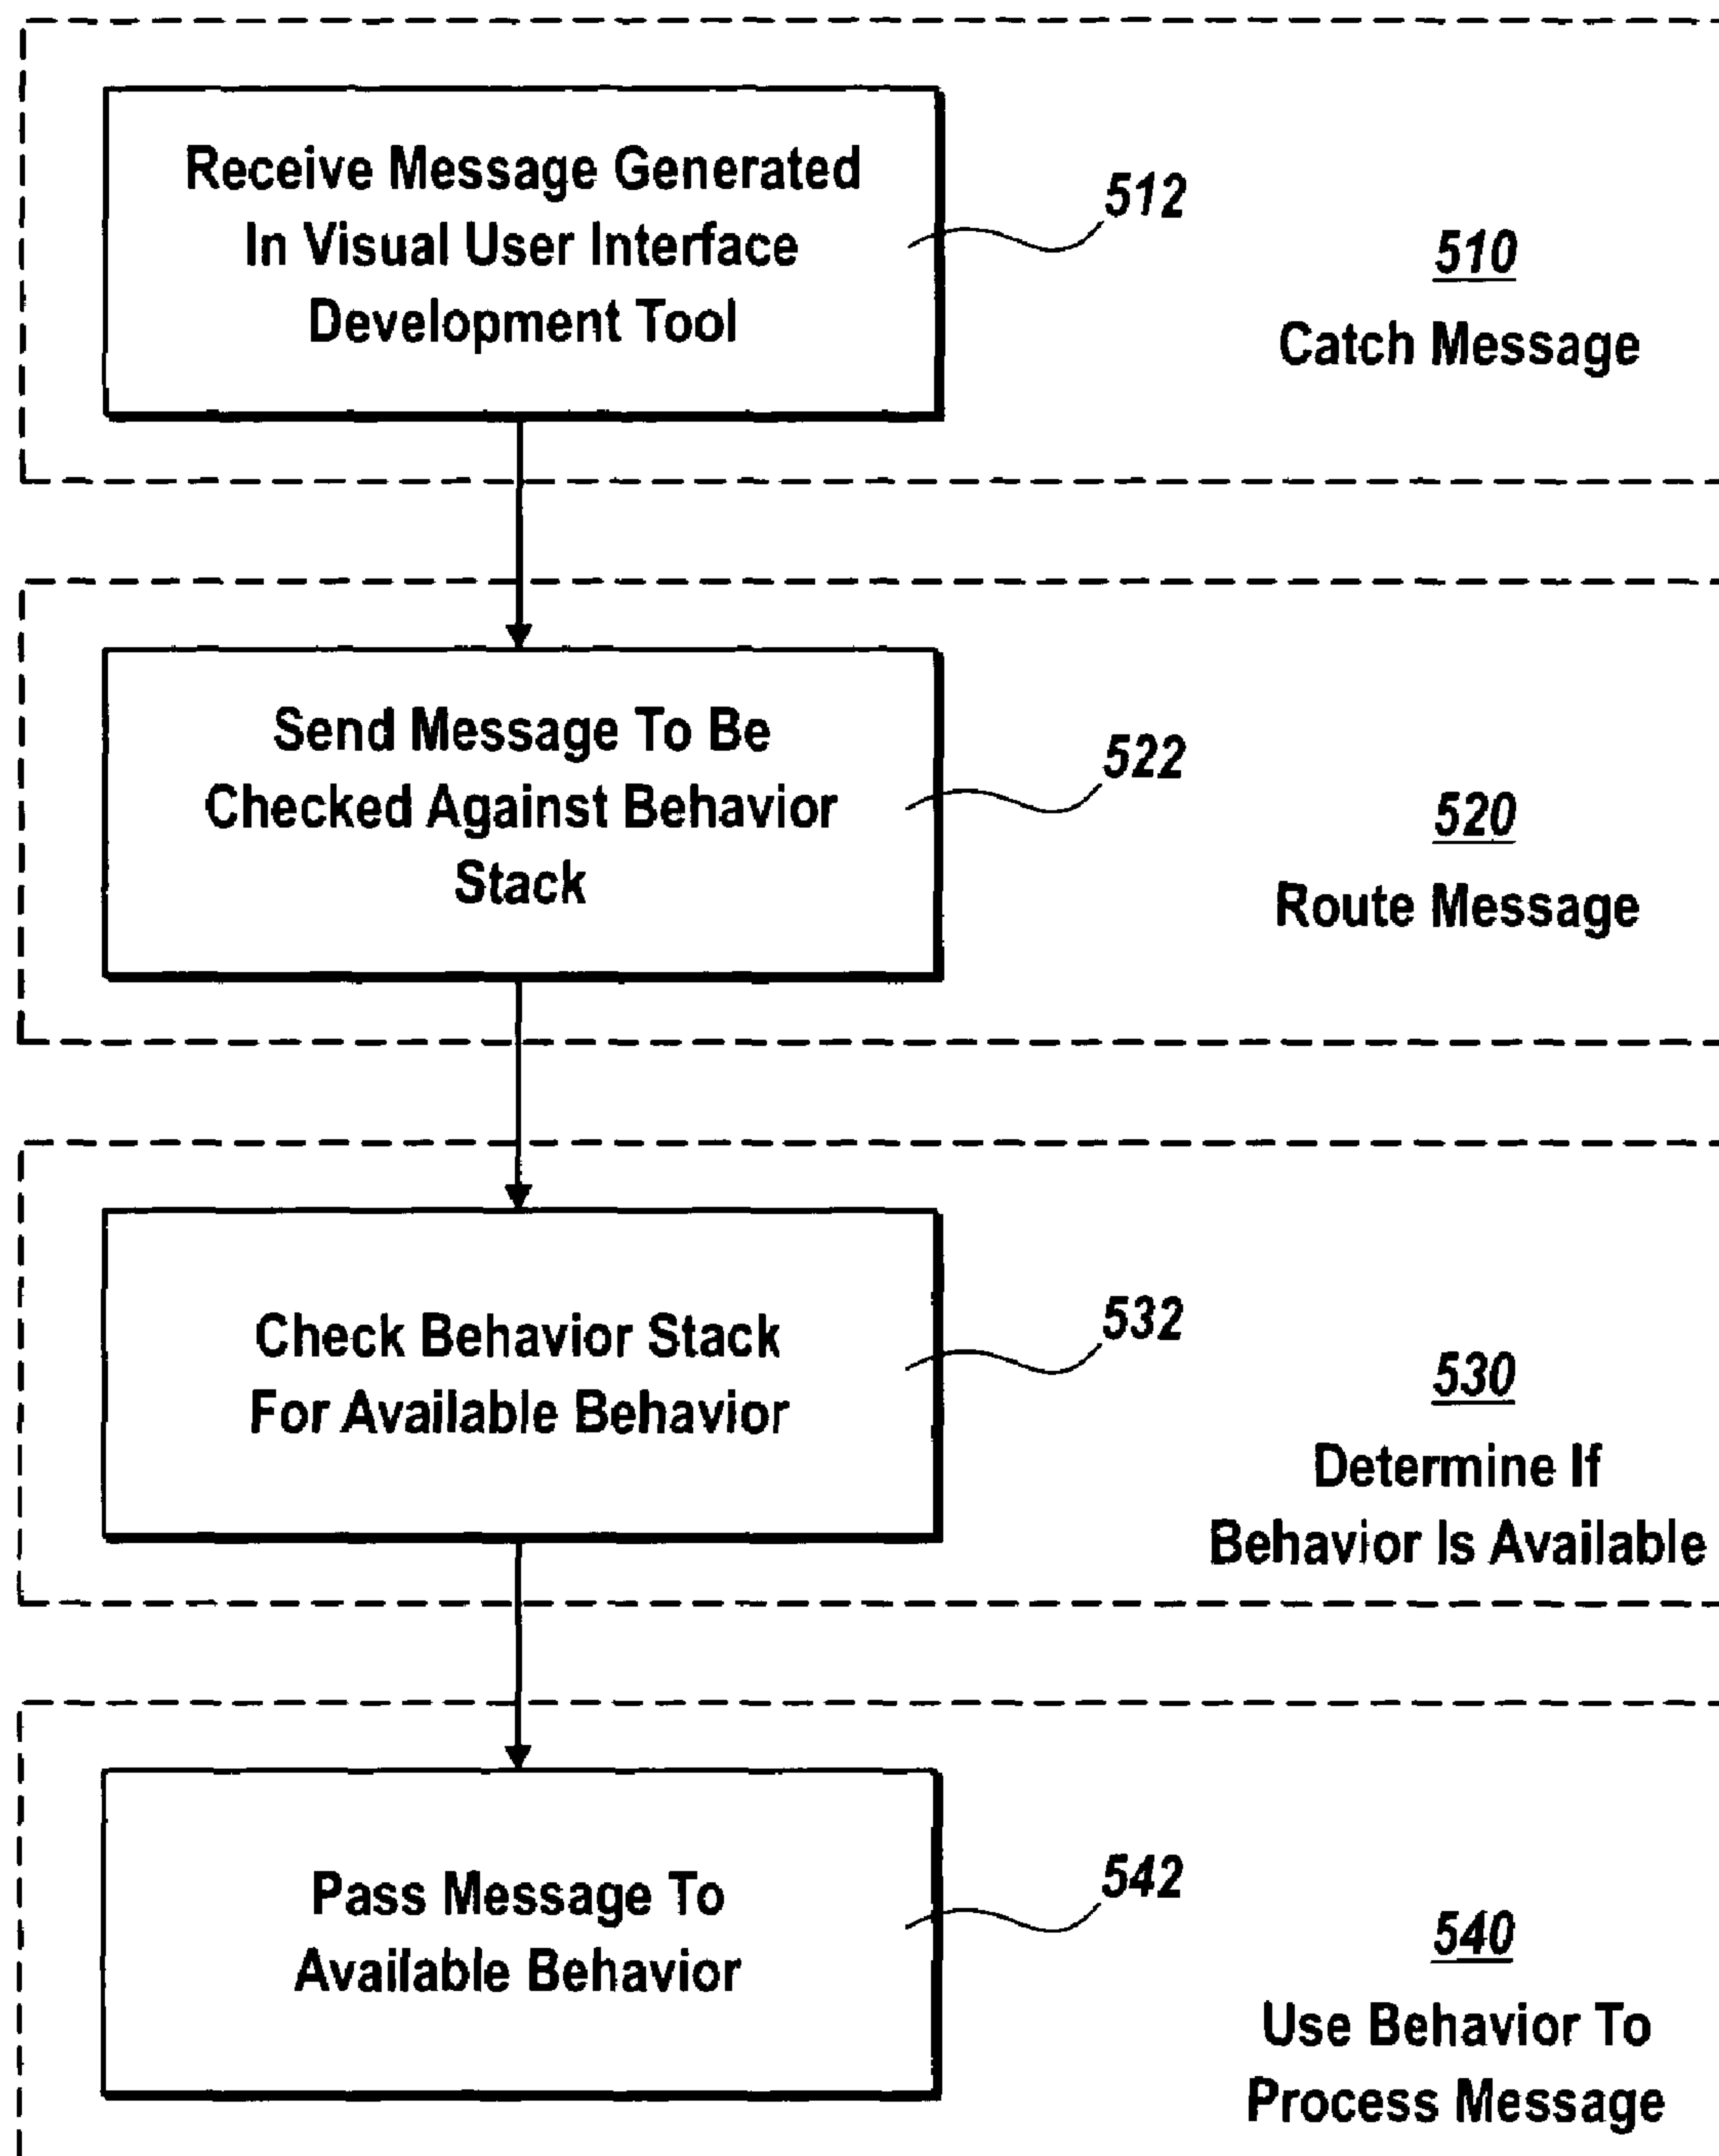 Receive Message Generated
In Visual User Interface
Development Tool
512
510
Catch Message
Send Message To Be
Checked Against Behavior
Stack
522
520
Route Message
Check Behavior Stack
For Available Behavior
532
530
Determine If
Behavior Is Available
Pass Message To
Available Behavior
542
540
Use Behavior To
Process Message